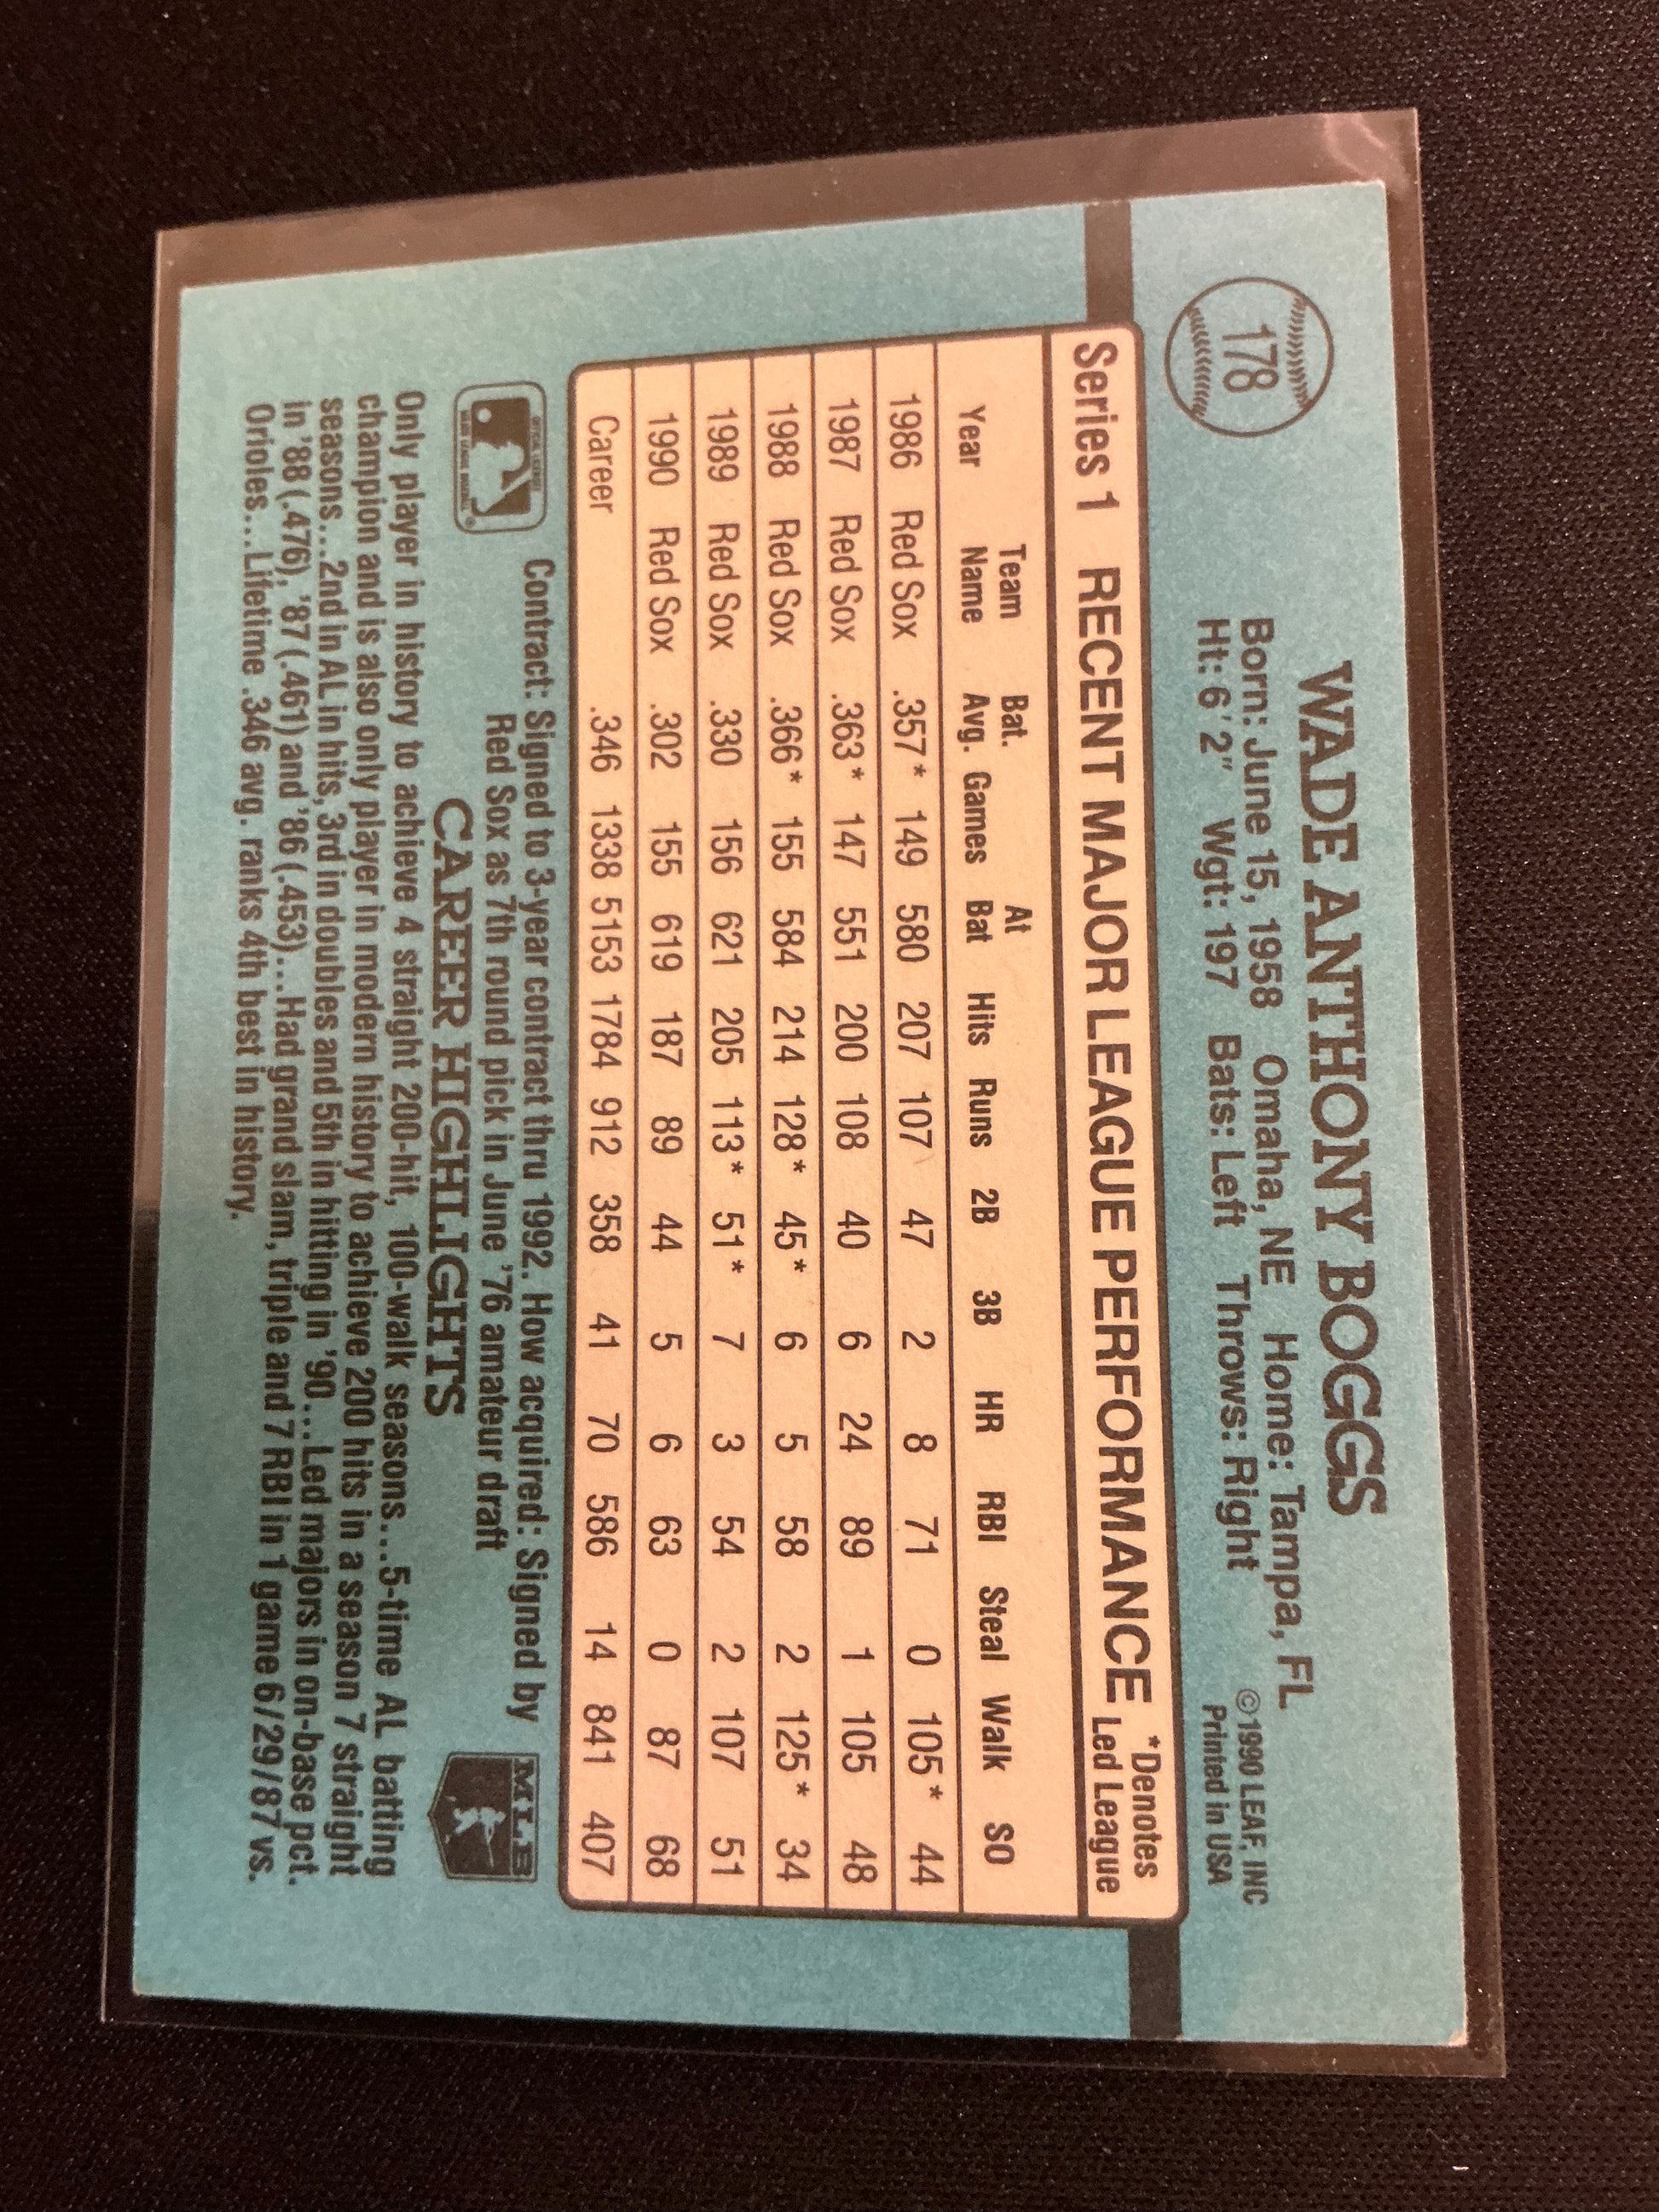 178
WADE ANTHONY BOGGS
Born: June 15, 1958 Omaha, NE Home: Tampa, FL
Ht: 6'2" Wgt: 197 Bats: Left Throws: Right
©1990 LEAF, INC
Printed in USA
Series 1 RECENT MAJOR LEAGUE PERFORMANCE *Denotes Led League
Year Team Name Bat. Avg. Games At Bat Hits Runs 2B 3B HR RBI Steal Walk SO
1986 Red Sox .357* 149 580 207 107 47 2 8 71 0 105* 44
1987 Red Sox .363* 147 551 200 108 40 6 24 89 1 105 48
1988 Red Sox .366* 155 584 214 128* 45* 6 5 58 2 125* 34
1989 Red Sox .330 156 621 205 113* 51* 7 3 54 2 107 51
1990 Red Sox .302 155 619 187 89 44 5 6 63 0 87 68
Career .346 1338 5153 1784 912 358 41 70 586 14 841 407
Contract: Signed to 3-year contract thru 1992. How acquired: Signed by
Red Sox as 7th round pick in June '76 amateur draft
MLB
CAREER HIGHLIGHTS
Only player in history to achieve 4 straight 200-hit, 100-walk seasons...5-time AL batting
champion and is also only player in modern history to achieve 200 hits in a season 7 straight
seasons...2nd in AL in hits, 3rd in doubles and 5th in hitting in '90...Led majors in on-base pct.
in '88 (.476), '87 (.461) and '86 (.453)...Had grand slam, triple and 7 RBI in 1 game 6/29/87 vs.
Orioles...Lifetime .346 avg. ranks 4th best in history.